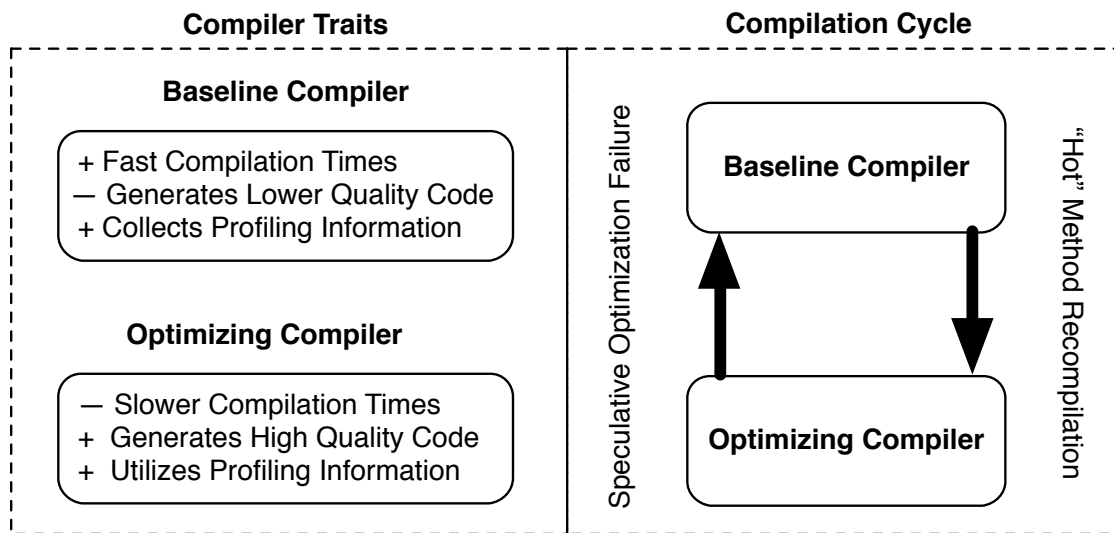 Compiler Traits
Baseline Compiler
+ Fast Compilation Times
— Generates Lower Quality Code
+ Collects Profiling Information
Optimizing Compiler
— Slower Compilation Times
+ Generates High Quality Code
+ Utilizes Profiling Information
Compilation Cycle
Speculative Optimization Failure
Baseline Compiler
Optimizing Compiler
“Hot” Method Recompilation